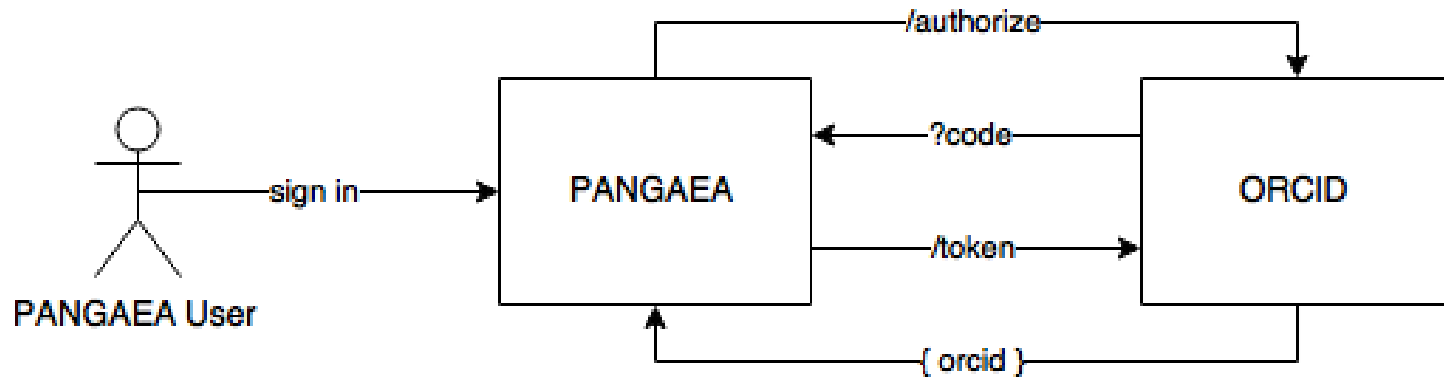 /authorize
?code
sign in
PANGAEA
ORCID
/token
PANGAEA User
{ orcid }